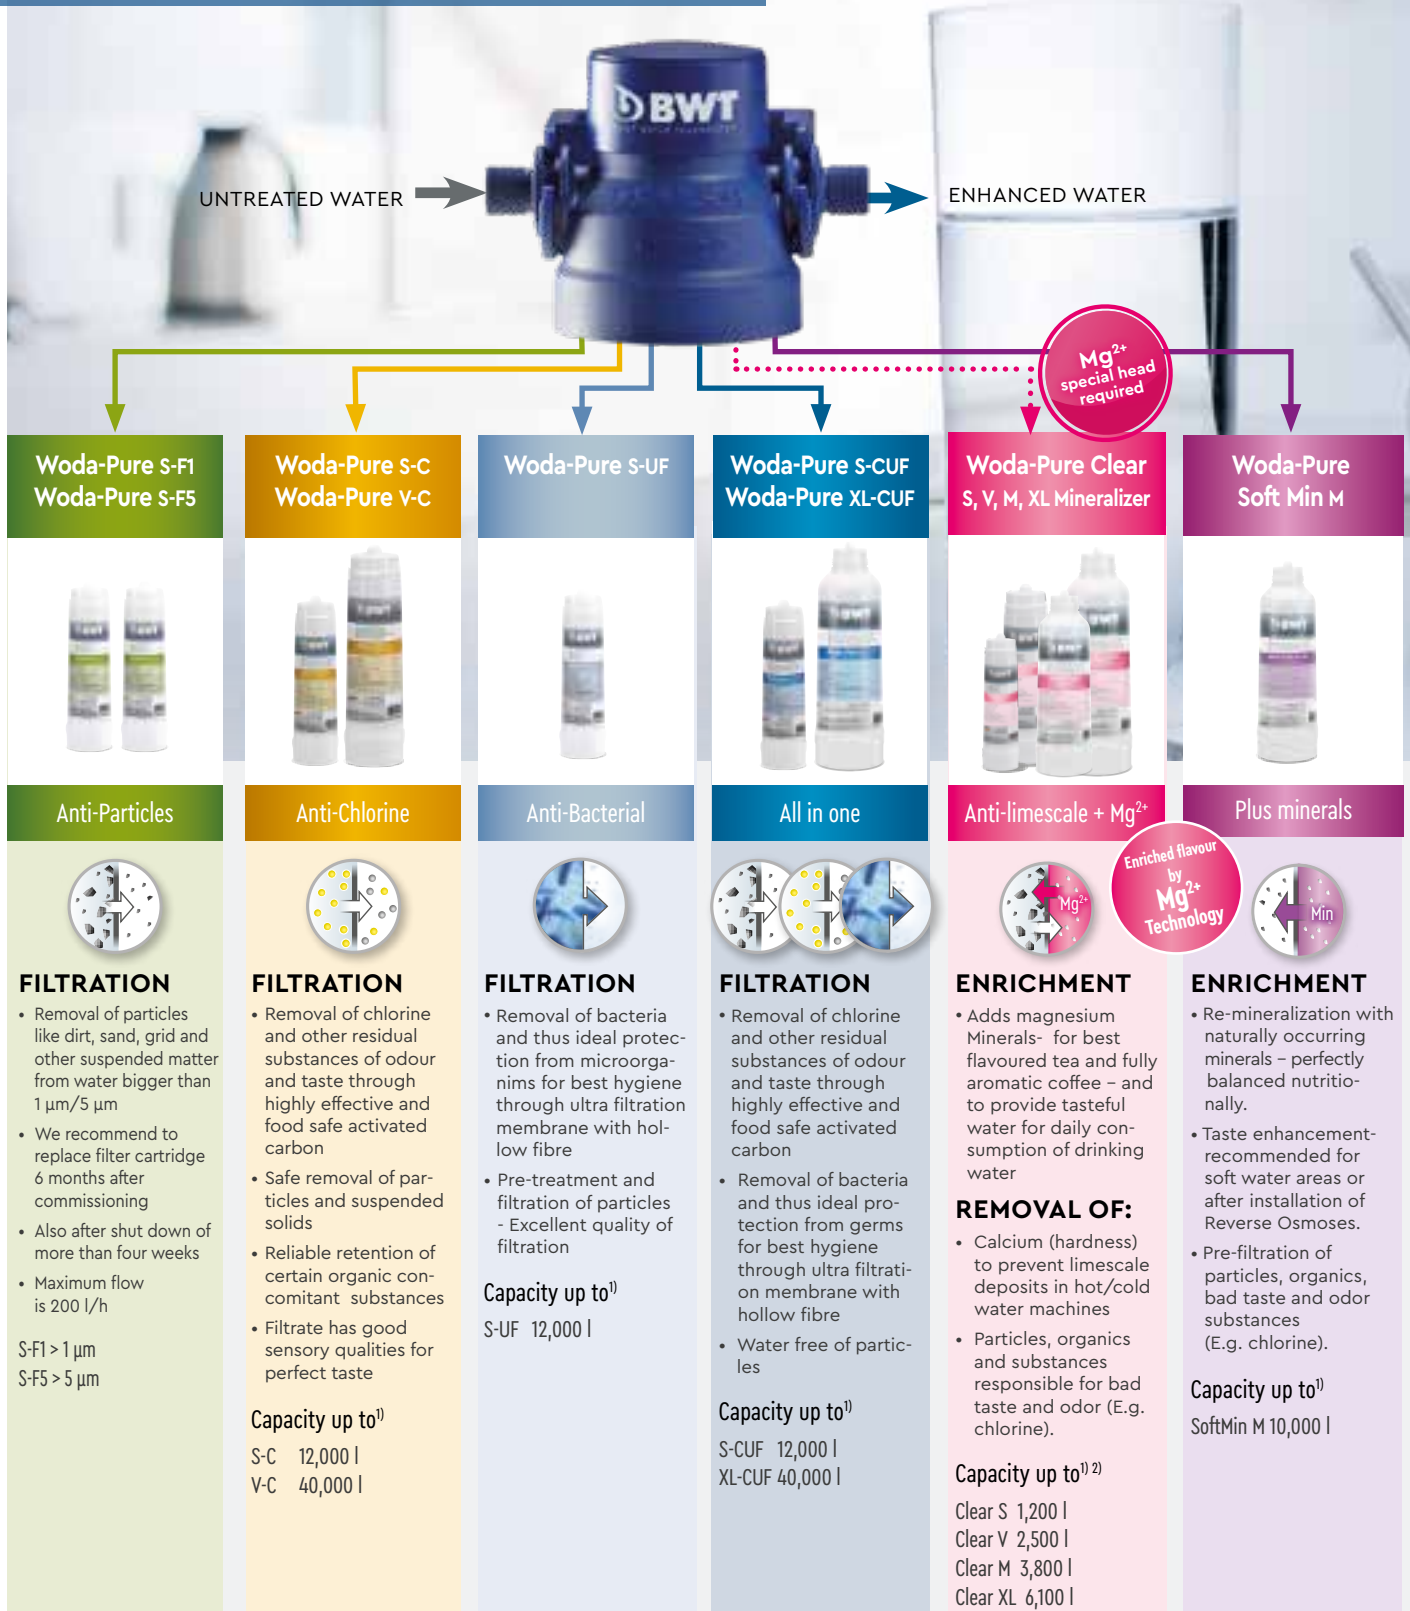 BWT
UNTREATED WATER
ENHANCED WATER
Mg2+
special head
required
Woda-Pure S-F1
Woda-Pure S-F5
Anti-Particles
FILTRATION
• Removal of particles
like dirt, sand, grid and
other suspended matter
from water bigger than
1 µm/5 µm
• We recommend to
replace filter cartridge
6 months after
commissioning
• Also after shut down of
more than four weeks
• Maximum flow
is 200 l/h
S-F1 > 1 µm
S-F5 > 5 µm
Woda-Pure S-C
Woda-Pure V-C
BWT
Anti-Chlorine
FILTRATION
• Removal of chlorine
and other residual
substances of odour
and taste through
highly effective and
food safe activated
carbon
• Safe removal of par-
ticles and suspended
solids
• Reliable retention of
certain organic con-
comitant substances
• Filtrate has good
sensory qualities for
perfect taste
Capacity up to1)
S-C 12,000 l
V-C 40,000 l
Woda-Pure S-UF
BWT
Anti-Bacterial
FILTRATION
• Removal of bacteria
and thus ideal protec-
tion from microorga-
nims for best hygiene
through ultra filtration
membrane with hol-
low fibre
• Pre-treatment and
filtration of particles
- Excellent quality of
filtration
Capacity up to1)
S-UF 12,000 l
Woda-Pure S-CUF
Woda-Pure XL-CUF
BWT
All in one
FILTRATION
• Removal of chlorine
and other residual
substances of odour
and taste through
highly effective and
food safe activated
carbon
• Removal of bacteria
and thus ideal pro-
tection from germs
for best hygiene
through ultra filtrati-
on membrane with
hollow fibre
• Water free of partic-
les
Capacity up to1)
S-CUF 12,000 l
XL-CUF 40,000 l
Woda-Pure Clear
S, V, M, XL Mineralizer
BWT
Anti-limescale + Mg2+
Mg2+
Enriched flavour
by
Mg2+
Technology
ENRICHMENT
• Adds magnesium
Minerals- for best
flavoured tea and fully
aromatic coffee – and
to provide tasteful
water for daily con-
sumption of drinking
water
REMOVAL OF:
• Calcium (hardness)
to prevent limescale
deposits in hot/cold
water machines
• Particles, organics
and substances
responsible for bad
taste and odor (E.g.
chlorine).
Capacity up to1) 2)
Clear S 1,200 l
Clear V 2,500 l
Clear M 3,800 l
Clear XL 6,100 l
Woda-Pure
Soft Min M
BWT
Plus minerals
Min
ENRICHMENT
• Re-mineralization with
naturally occurring
minerals – perfectly
balanced nutritio-
nally.
• Taste enhancement-
recommended for
soft water areas or
after installation of
Reverse Osmoses.
• Pre-filtration of
particles, organics,
bad taste and odor
substances
(E.g. chlorine).
Capacity up to1)
SoftMin M 10,000 l